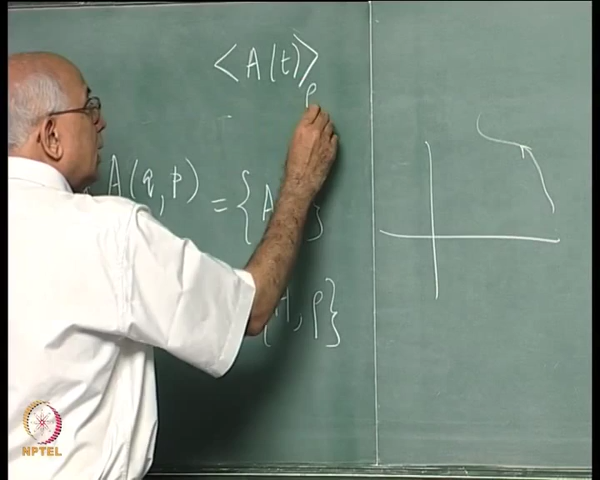 < A(t) >ρ
A(q, p) = {A }
H, ρ}
NPTEL